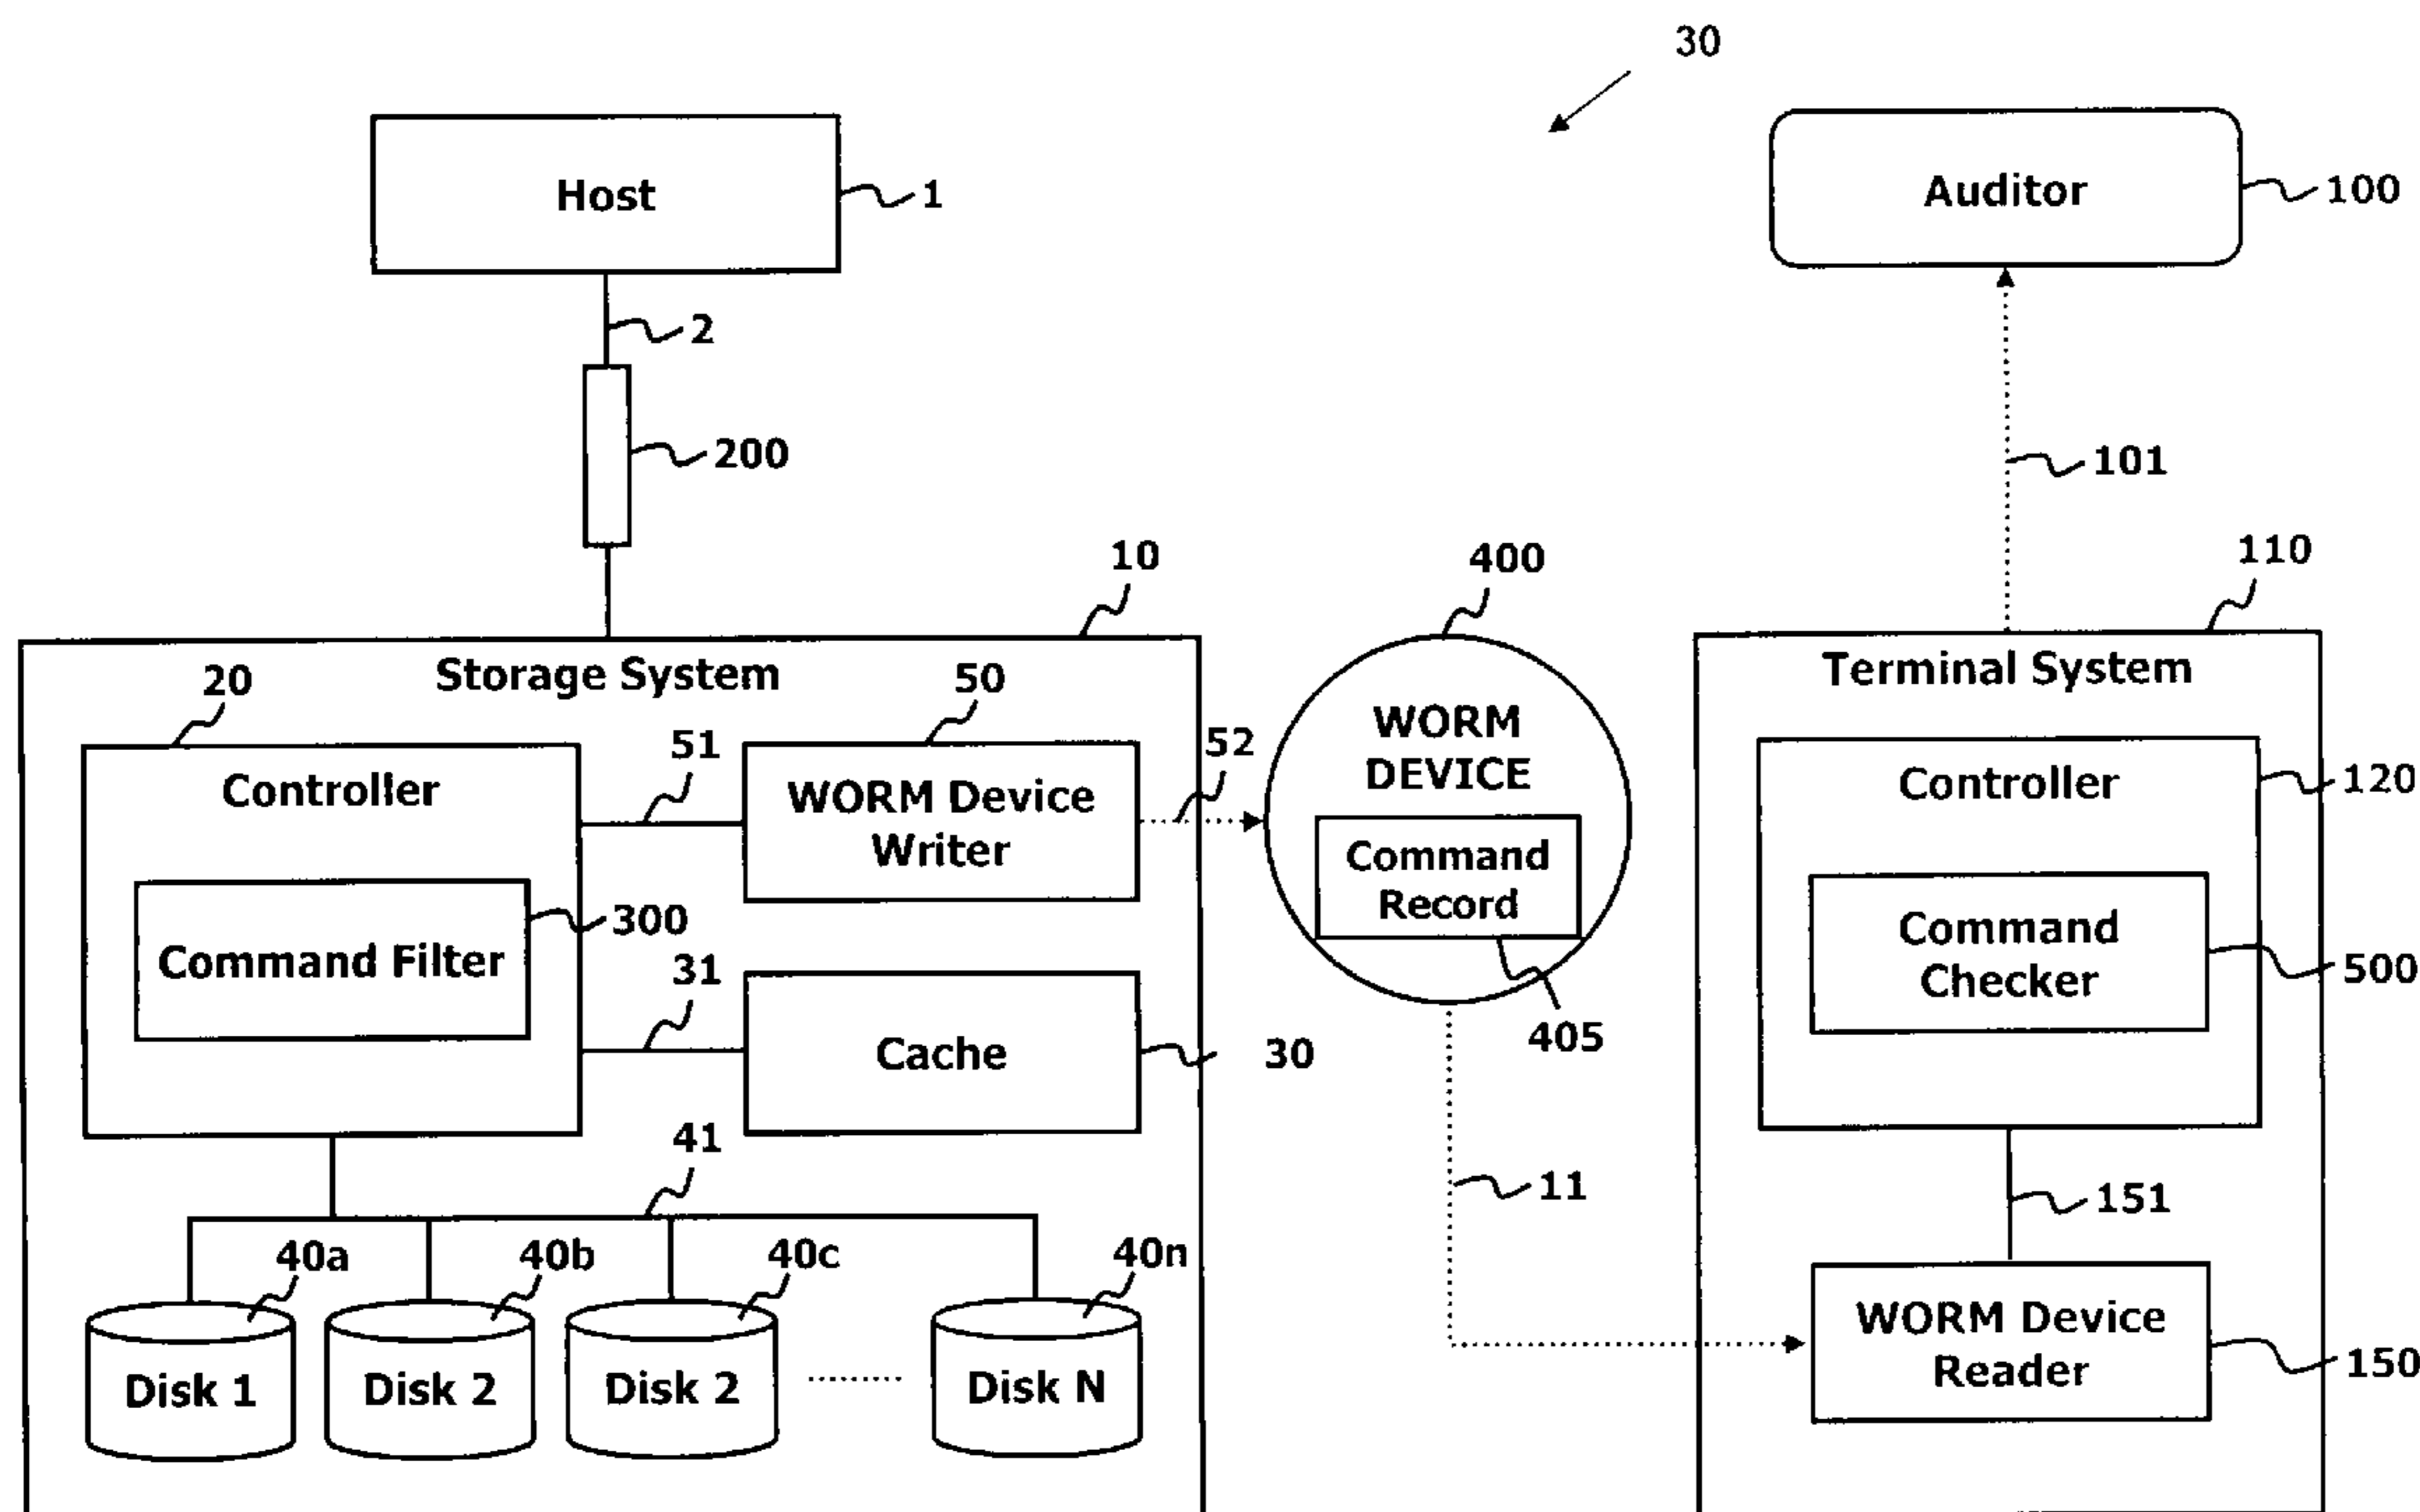 30
Host
1
Auditor
100
2
200
101
10
400
110
Storage System
Terminal System
20
50
51
52
Controller
WORM Device
Writer
WORM
DEVICE
Command
Record
Controller
120
Command Filter
300
Command
Checker
500
31
405
Cache
30
41
11
151
40a
40b
40c
40n
Disk 1
Disk 2
Disk 2
Disk N
WORM Device
Reader
150